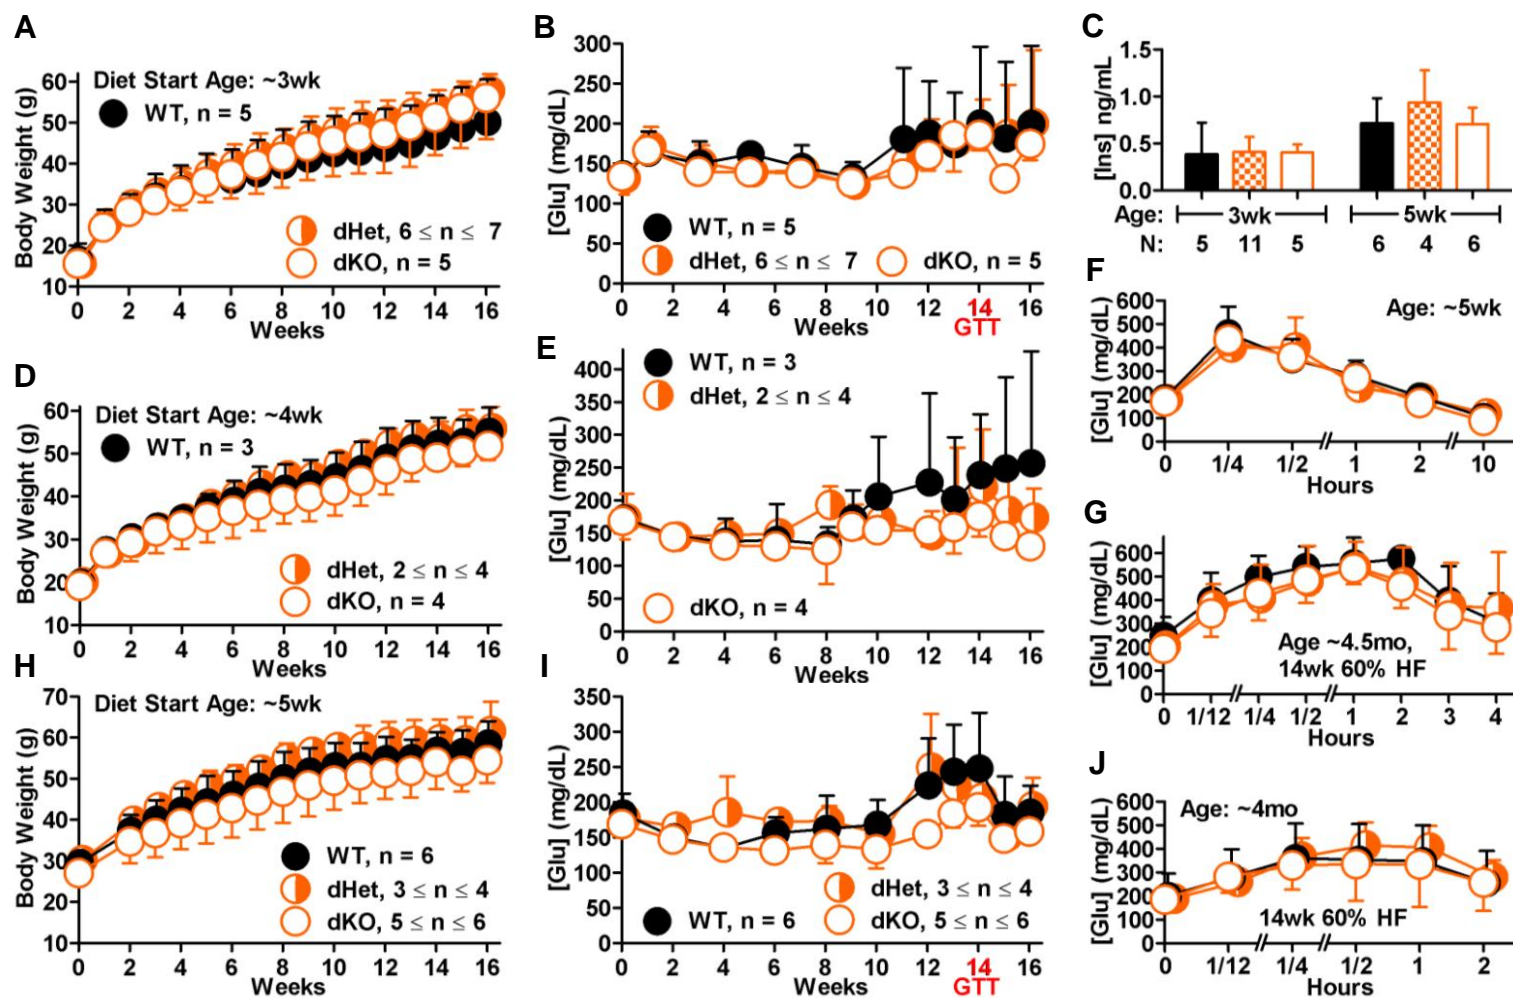 A
Diet Start Age: ~3wk
WT, n = 5
dHet, 6 ≤ n ≤ 7
dKO, n = 5
Body Weight (g)
60
50
40
30
20
10
0 2 4 6 8 10 12 14 16
Weeks
B
[Glu] (mg/dL)
300
250
200
150
100
50
0
WT, n = 5
dHet, 6 ≤ n ≤ 7 dKO, n = 5
0 2 4 6 8 10 12 14 16
Weeks GTT
C
[Ins] ng/mL
1.5
1.0
0.5
0.0
Age: 3wk 5wk
N: 5 11 5 6 4 6
D
Diet Start Age: ~4wk
WT, n = 3
dHet, 2 ≤ n ≤ 4
dKO, n = 4
Body Weight (g)
60
50
40
30
20
10
0 2 4 6 8 10 12 14 16
Weeks
E
WT, n = 3
dHet, 2 ≤ n ≤ 4
dKO, n = 4
[Glu] (mg/dL)
400
350
300
250
200
150
100
50
0
0 2 4 6 8 10 12 14 16
Weeks
F
Age: ~5wk
[Glu] (mg/dL)
600
500
400
300
200
100
0
0 1/4 1/2 1 2 10
Hours
G
[Glu] (mg/dL)
600
500
400
300
200
100
0
Age ~4.5mo,
14wk 60% HF
0 1/12 1/4 1/2 1 2 3 4
Hours
H
Diet Start Age: ~5wk
WT, n = 6
dHet, 3 ≤ n ≤ 4
dKO, 5 ≤ n ≤ 6
Body Weight (g)
70
60
50
40
30
20
10
0 2 4 6 8 10 12 14 16
Weeks
I
[Glu] (mg/dL)
350
300
250
200
150
100
50
0
dHet, 3 ≤ n ≤ 4
WT, n = 6 dKO, 5 ≤ n ≤ 6
0 2 4 6 8 10 12 14 16
Weeks GTT
J
Age: ~4mo
[Glu] (mg/dL)
600
500
400
300
200
100
0
14wk 60% HF
0 1/12 1/4 1/2 1 2
Hours